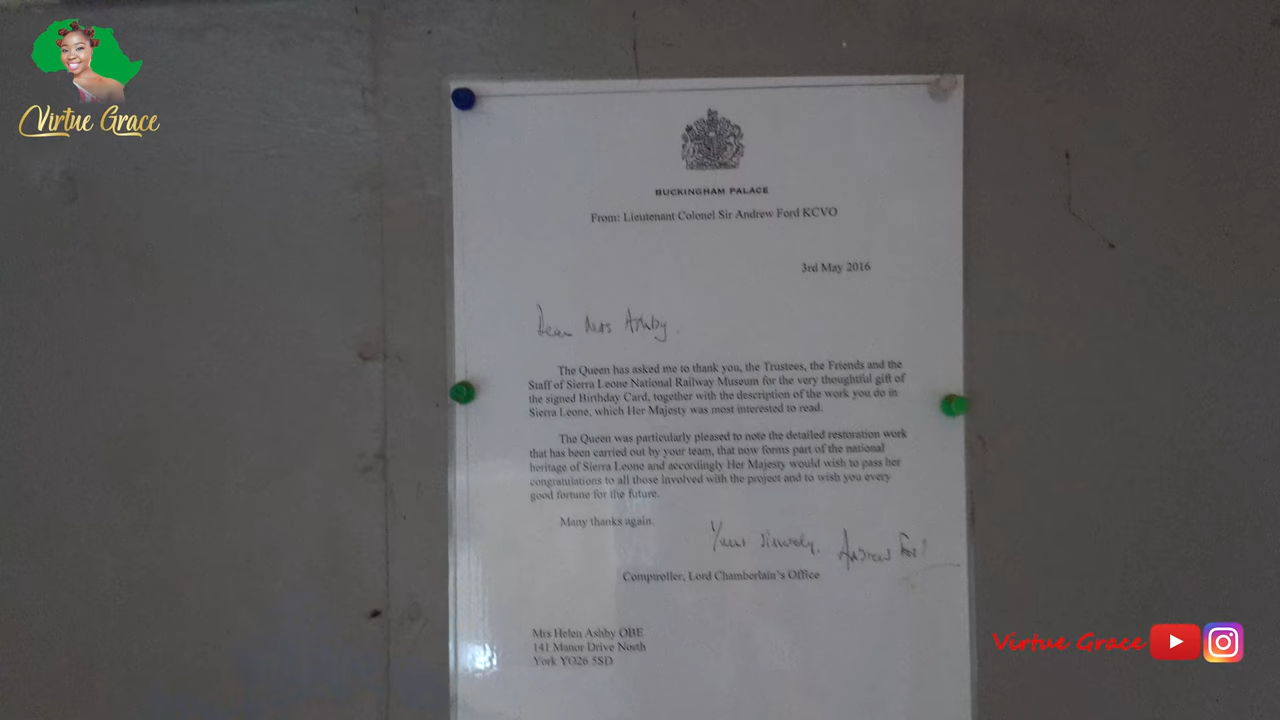 Virtue Grace
BUCKINGHAM PALACE
From: Lieutenant Colonel Sir Andrew Ford KCVO
3rd May 2016
Dear Mrs Ashby,
The Queen has asked me to thank you, the Trustees, the Friends and the
Staff of Sierra Leone National Railway Museum for the very thoughtful gift of
the signed Birthday Card, together with the description of the work you do in
Sierra Leone, which Her Majesty was most interested to read.
The Queen was particularly pleased to note the detailed restoration work
that has been carried out by your team, that now forms part of the national
heritage of Sierra Leone and accordingly Her Majesty would wish to pass her
congratulations to all those involved with the project and to wish you every
good fortune for the future.
Many thanks again.
Yours sincerely,
Andrew Ford
Comptroller, Lord Chamberlain's Office
Mrs Helen Ashby OBE
141 Manor Drive North
York YO26 5SD
Virtue Grace